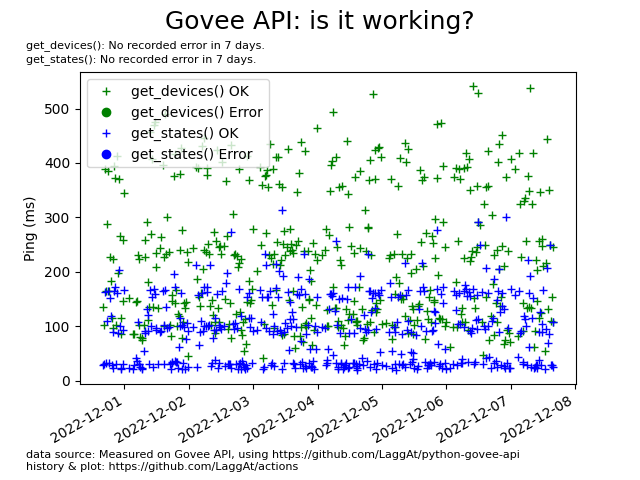 Govee API: is it working?
get_devices(): No recorded error in 7 days.
get_states(): No recorded error in 7 days.
get_devices() OK
get_devices() Error
get_states() OK
get_states() Error
Ping (ms)
500
400
300
200
100
0
2022-12-01
2022-12-02
2022-12-03
2022-12-04
2022-12-05
2022-12-06
2022-12-07
2022-12-08
data source: Measured on Govee API, using https://github.com/LaggAt/python-govee-api
history & plot: https://github.com/LaggAt/actions